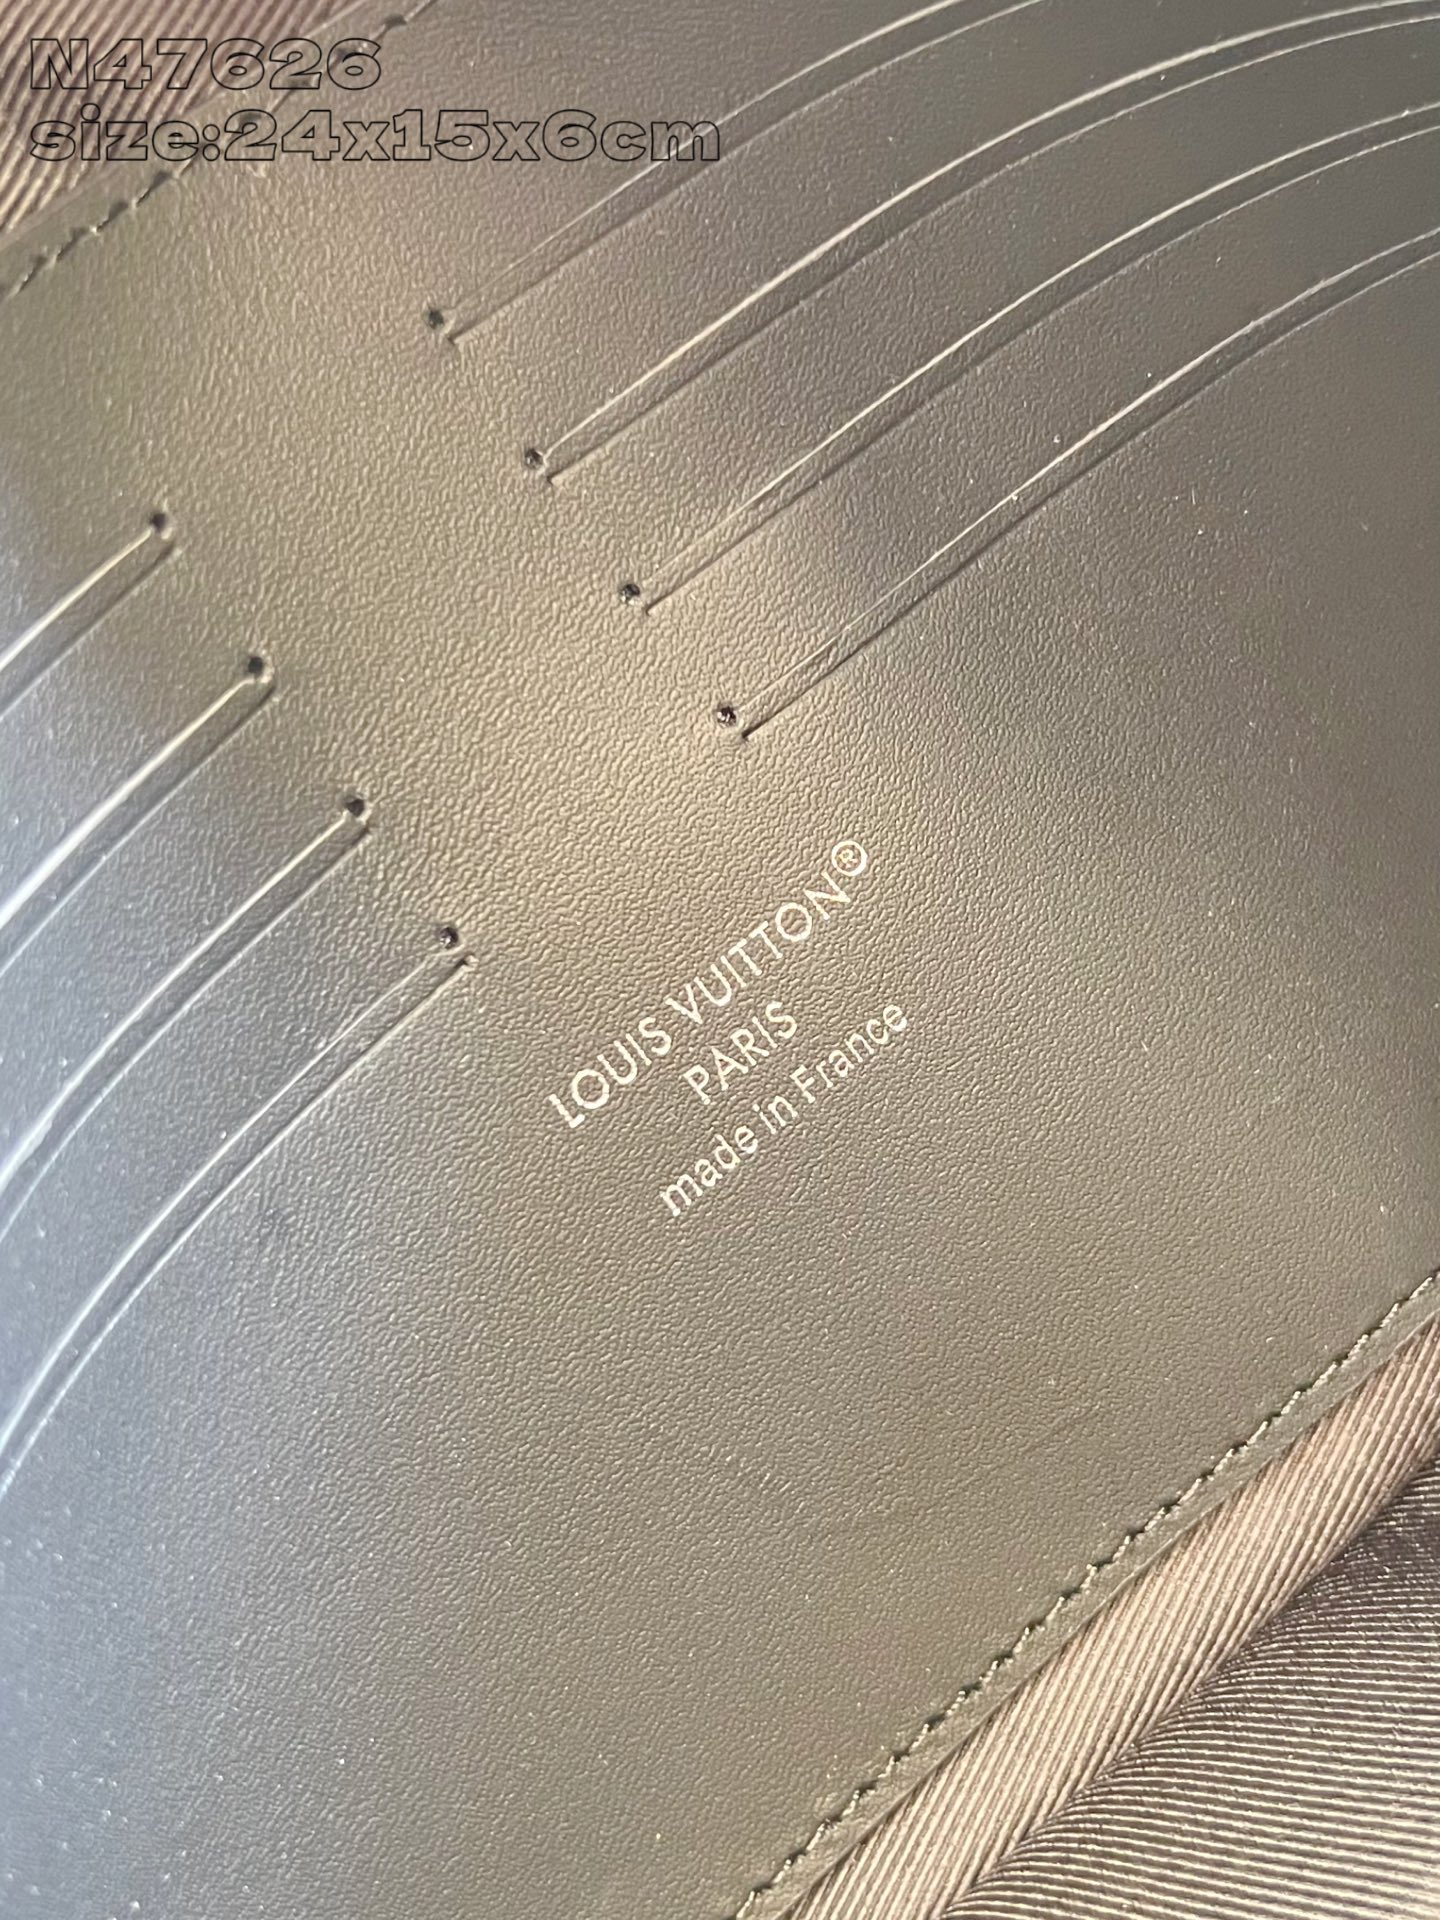 N47626
size:24x15x6cm
LOUIS VUITTON®
PARIS
made in France